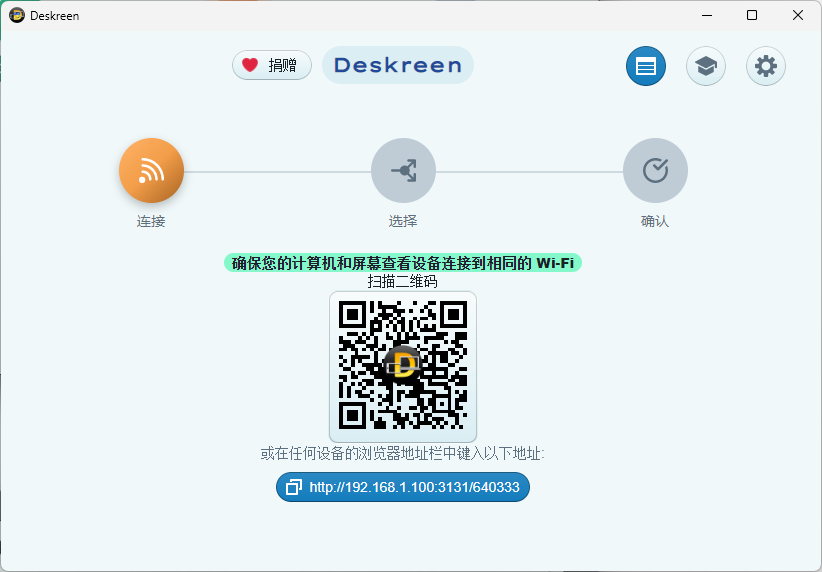 Deskreen
捐赠
Deskreen
连接
选择
确认
确保您的计算机和屏幕查看设备连接到相同的 Wi-Fi
扫描二维码
D
或在任何设备的浏览器地址栏中键入以下地址:
http://192.168.1.100:3131/640333